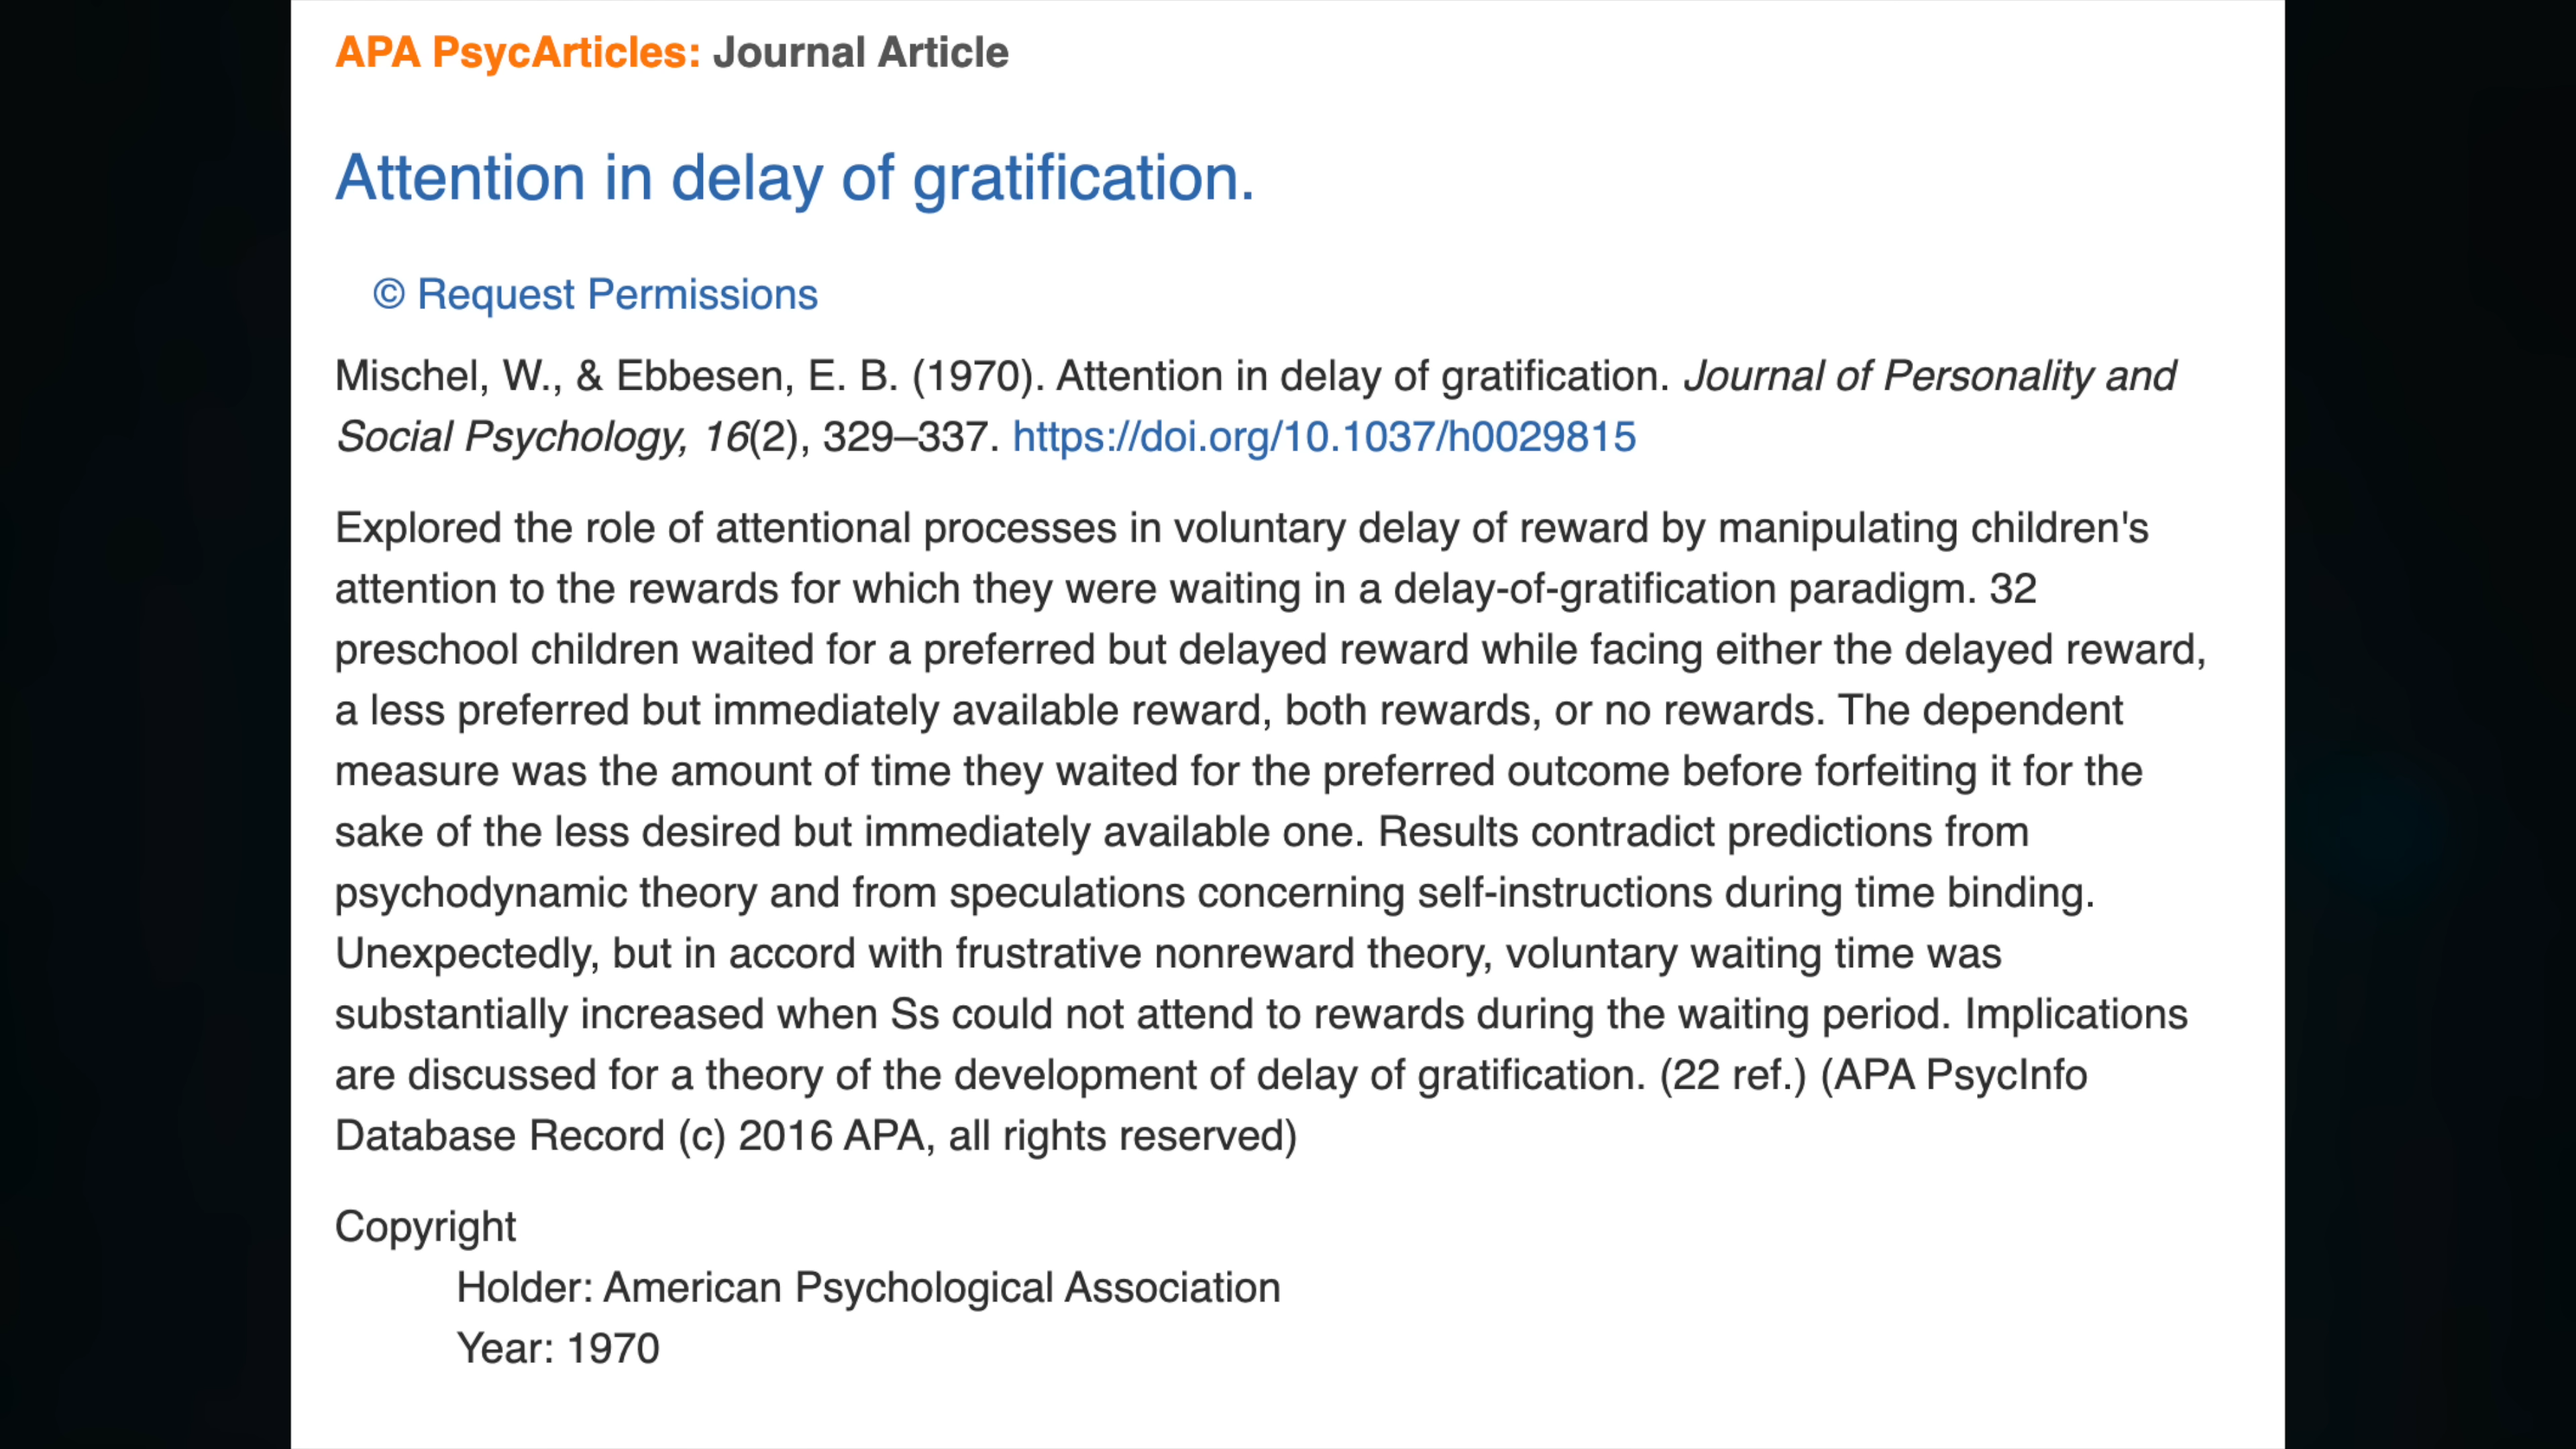 APA PsycArticles: Journal Article
Attention in delay of gratification.
© Request Permissions
Mischel, W., & Ebbesen, E. B. (1970). Attention in delay of gratification. Journal of Personality and
Social Psychology, 16(2), 329–337. https://doi.org/10.1037/h0029815
Explored the role of attentional processes in voluntary delay of reward by manipulating children's
attention to the rewards for which they were waiting in a delay-of-gratification paradigm. 32
preschool children waited for a preferred but delayed reward while facing either the delayed reward,
a less preferred but immediately available reward, both rewards, or no rewards. The dependent
measure was the amount of time they waited for the preferred outcome before forfeiting it for the
sake of the less desired but immediately available one. Results contradict predictions from
psychodynamic theory and from speculations concerning self-instructions during time binding.
Unexpectedly, but in accord with frustrative nonreward theory, voluntary waiting time was
substantially increased when Ss could not attend to rewards during the waiting period. Implications
are discussed for a theory of the development of delay of gratification. (22 ref.) (APA PsycInfo
Database Record (c) 2016 APA, all rights reserved)
Copyright
Holder: American Psychological Association
Year: 1970